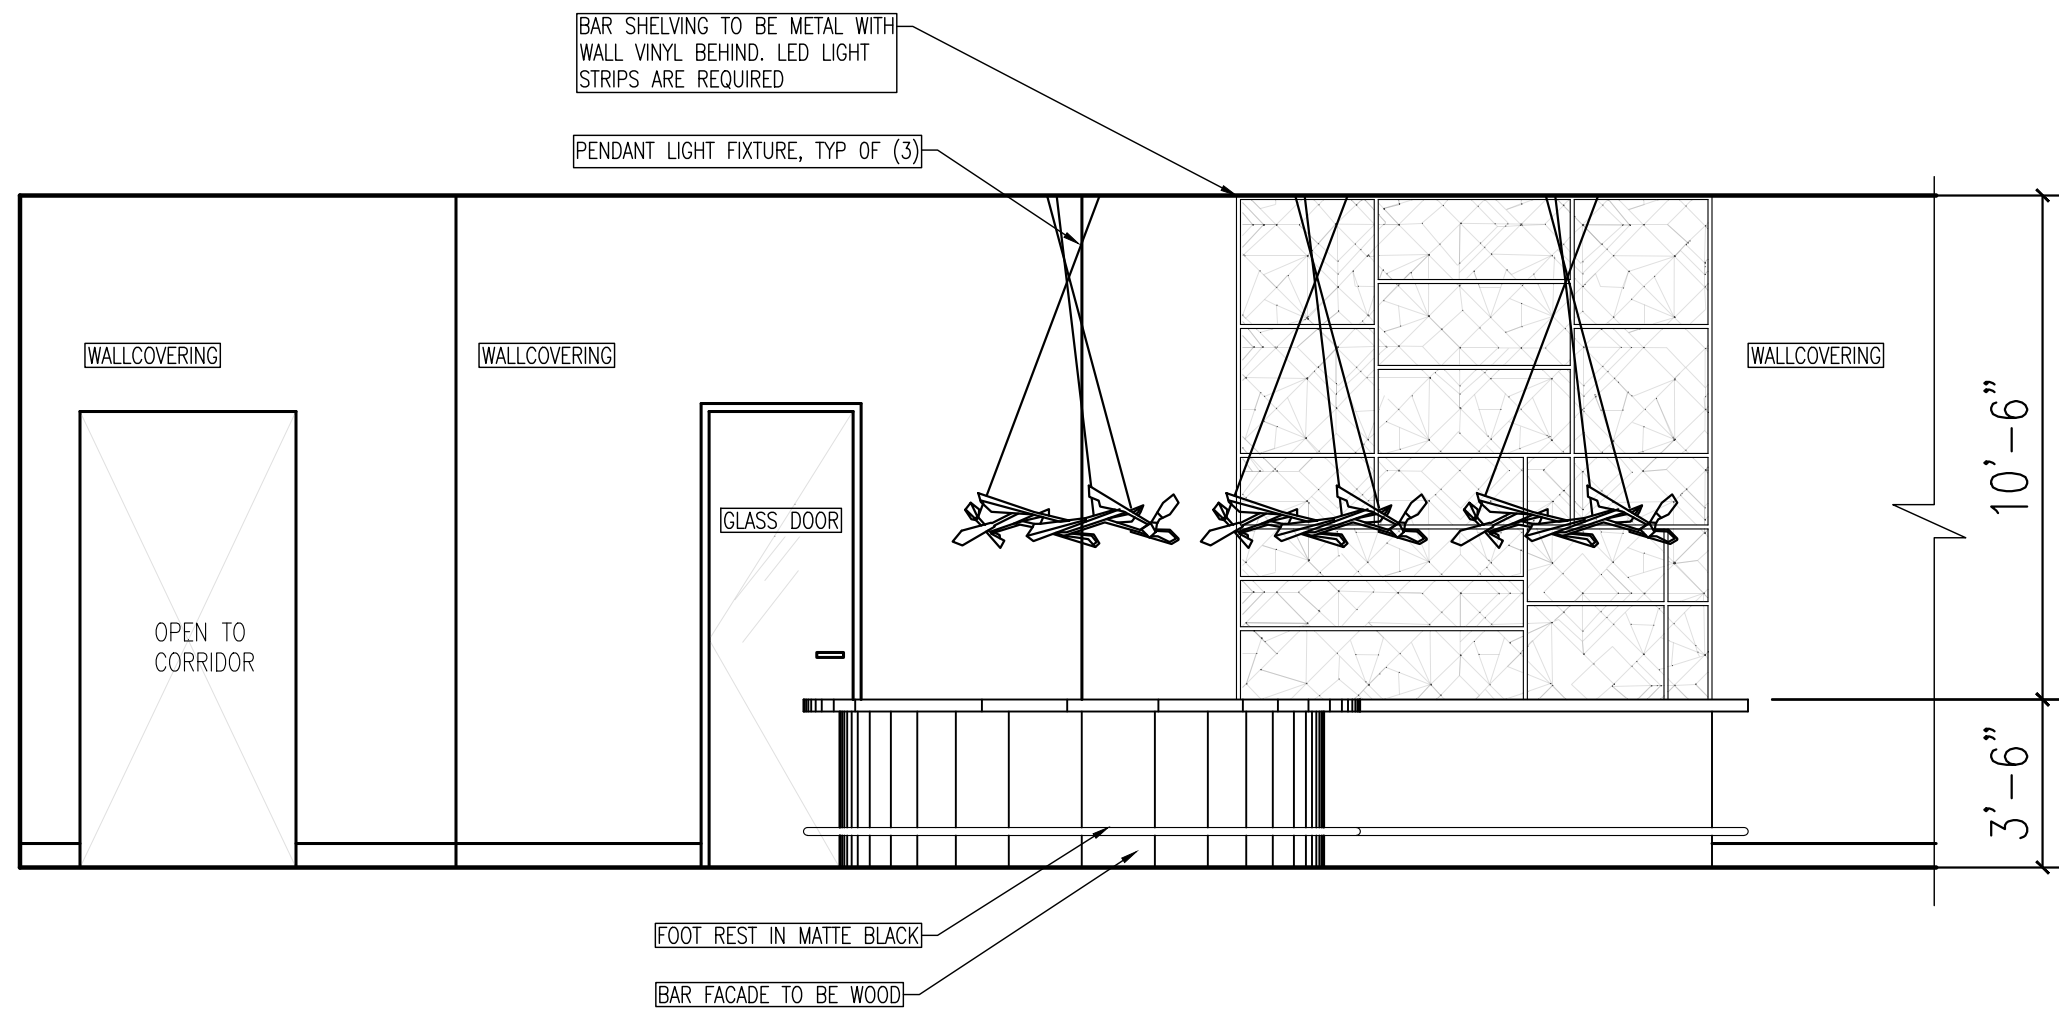 BAR SHELVING TO BE METAL WITH
WALL VINYL BEHIND. LED LIGHT
STRIPS ARE REQUIRED
PENDANT LIGHT FIXTURE, TYP OF (3)
WALLCOVERING
WALLCOVERING
WALLCOVERING
10'-6"
GLASS DOOR
OPEN TO
CORRIDOR
3'-6"
FOOT REST IN MATTE BLACK
BAR FACADE TO BE WOOD